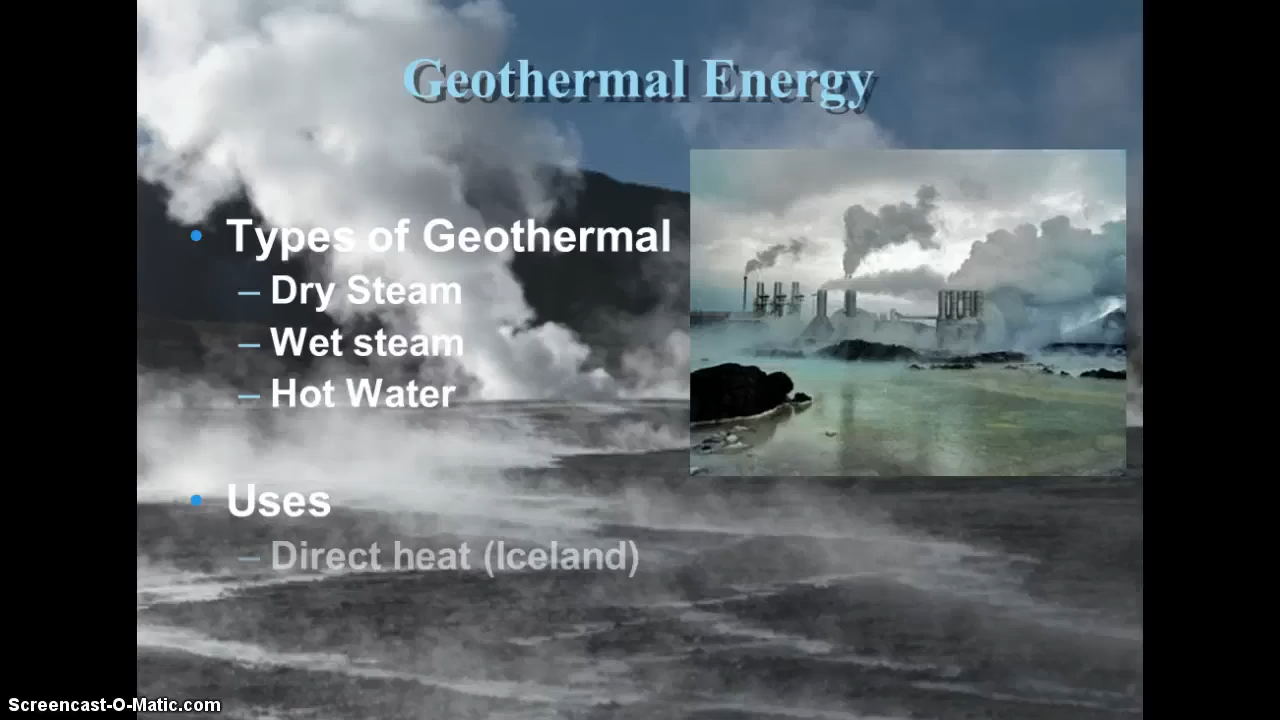 Geothermal Energy
• Types of Geothermal
– Dry Steam
– Wet steam
– Hot Water
• Uses
– Direct heat (Iceland)
Screencast-O-Matic.com